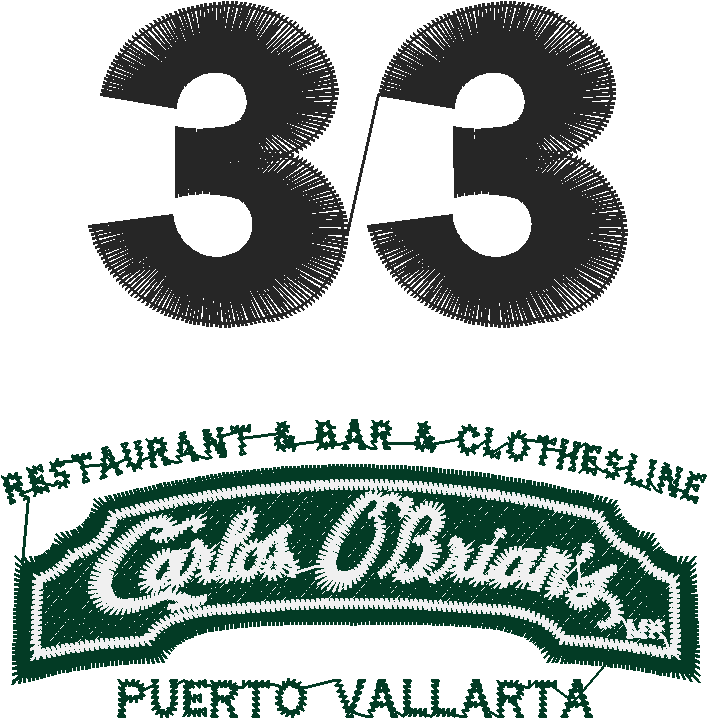 33
RESTAURANT & BAR & CLOTHESLINE
Carlos O'Brian's
MX
PUERTO VALLARTA